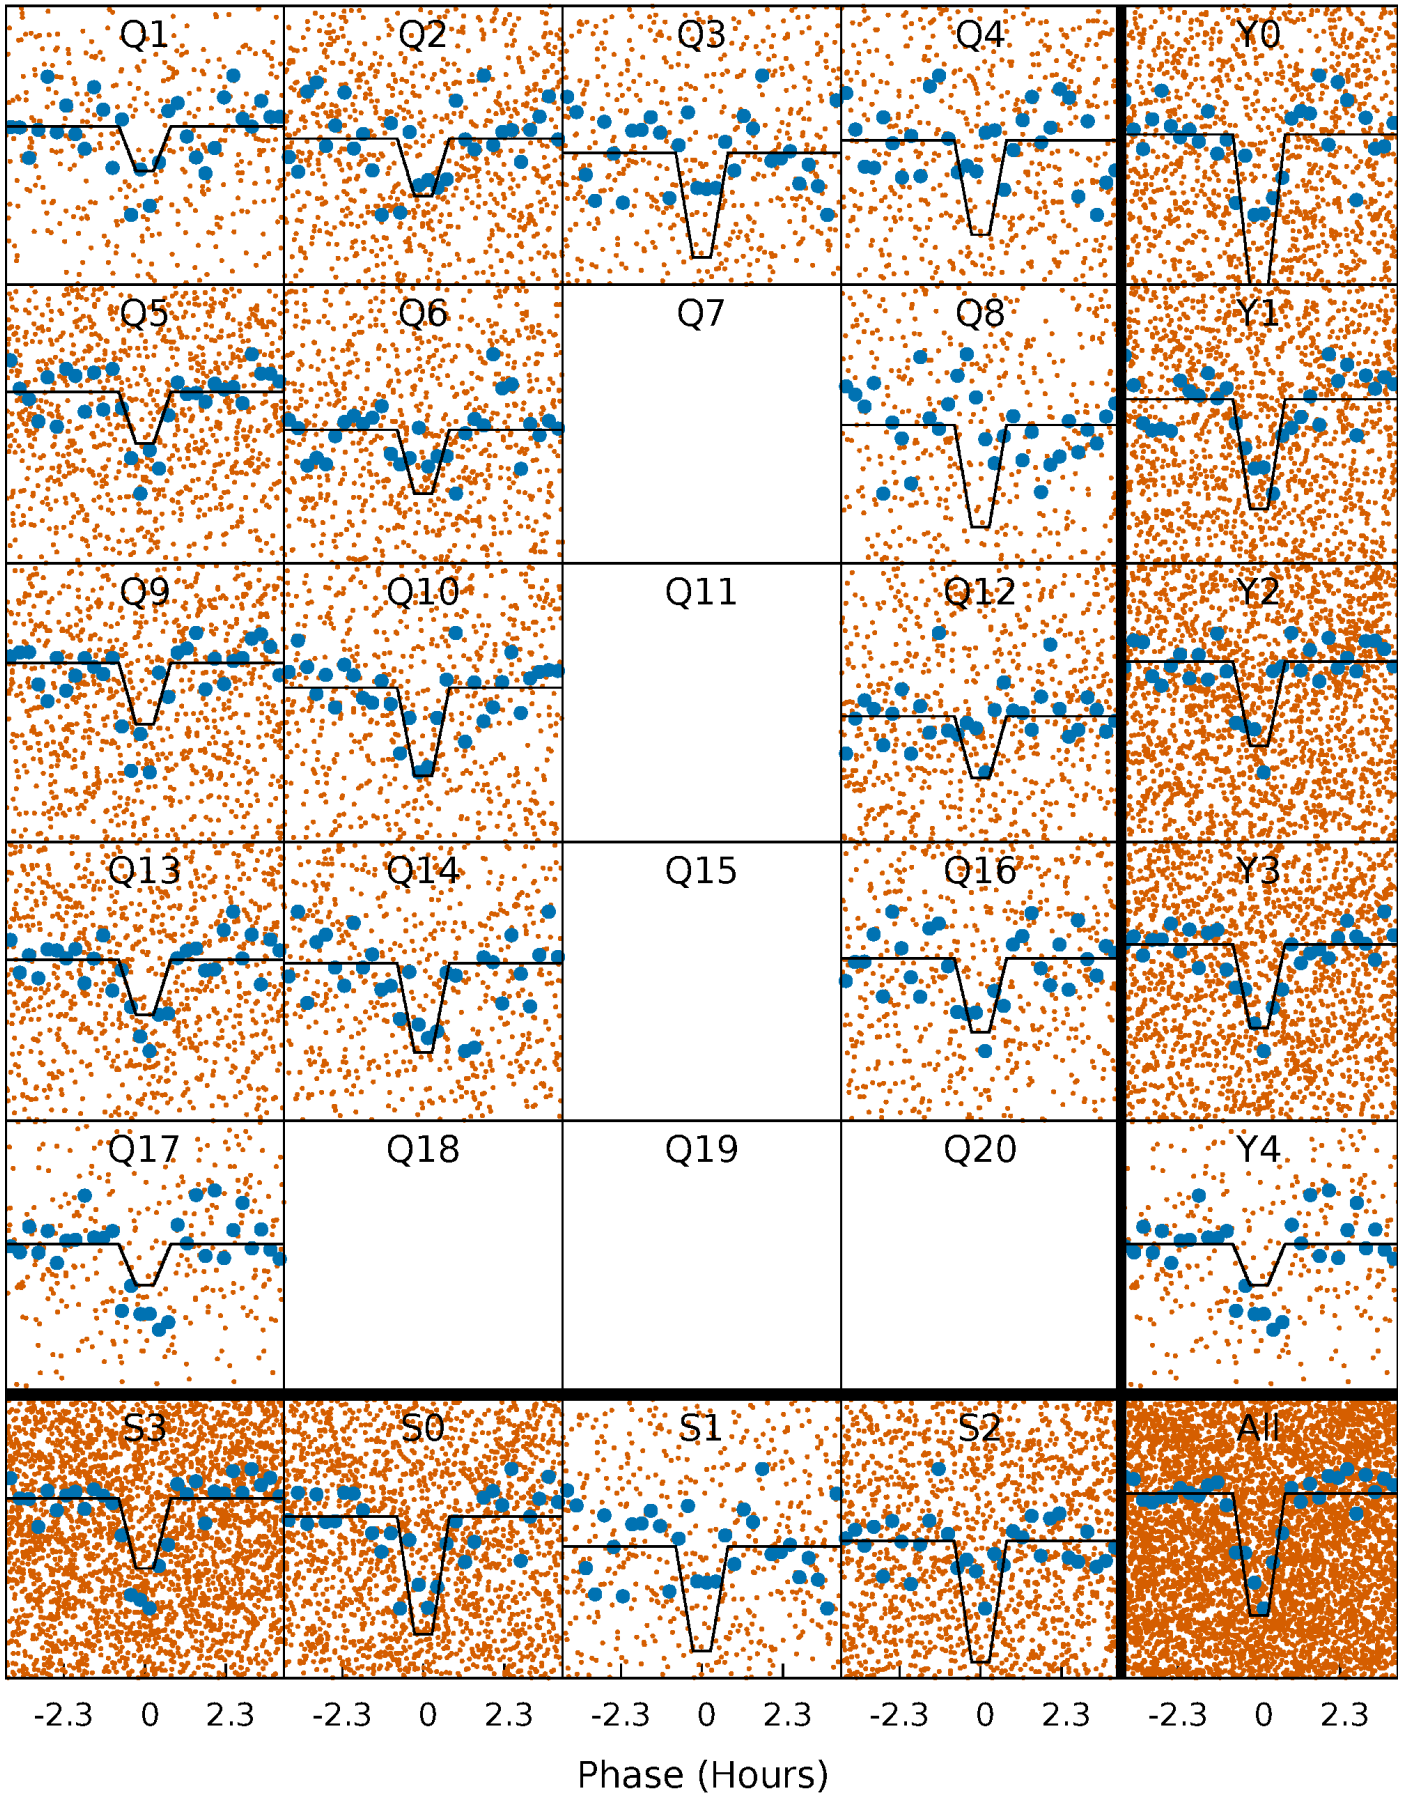 Q1 Q2 Q3 Q4 Y0
Q5 Q6 Q7 Q8 Y1
Q9 Q10 Q11 Q12 Y2
Q13 Q14 Q15 Q16 Y3
Q17 Q18 Q19 Q20 Y4
S3 S0 S1 S2 All
-2.3 0 2.3 -2.3 0 2.3 -2.3 0 2.3 -2.3 0 2.3 -2.3 0 2.3
Phase (Hours)